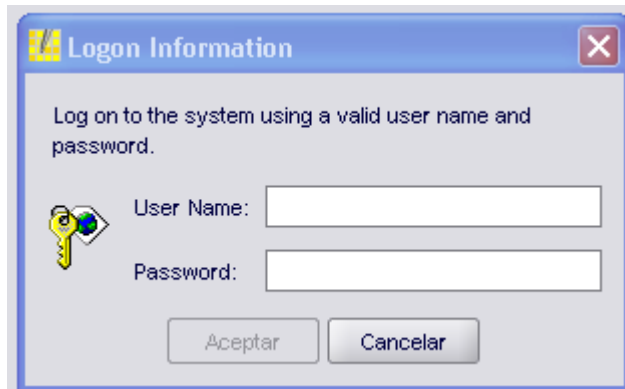 Logon Information
Log on to the system using a valid user name and
password.
User Name:
Password:
Aceptar
Cancelar